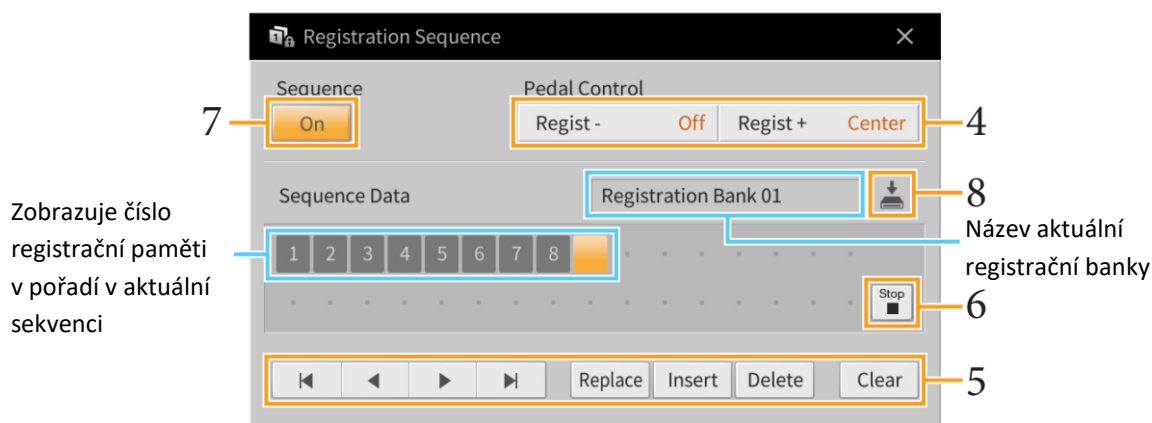 Registration Sequence
Sequence
Pedal Control
7
On
Regist -
Off
Regist +
Center
4
Sequence Data
Registration Bank 01
8
Zobrazuje číslo
registrační paměti
v pořadí v aktuální
sekvenci
1 2 3 4 5 6 7 8
Název aktuální
registrační banky
Stop
6
Replace
Insert
Delete
Clear
5